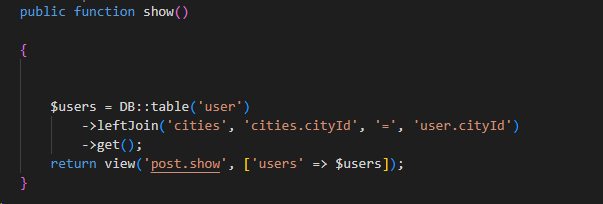 public function show()
{
$users = DB::table('user')
->leftJoin('cities', 'cities.cityId', '=', 'user.cityId')
->get();
return view('post.show', ['users' => $users]);
}